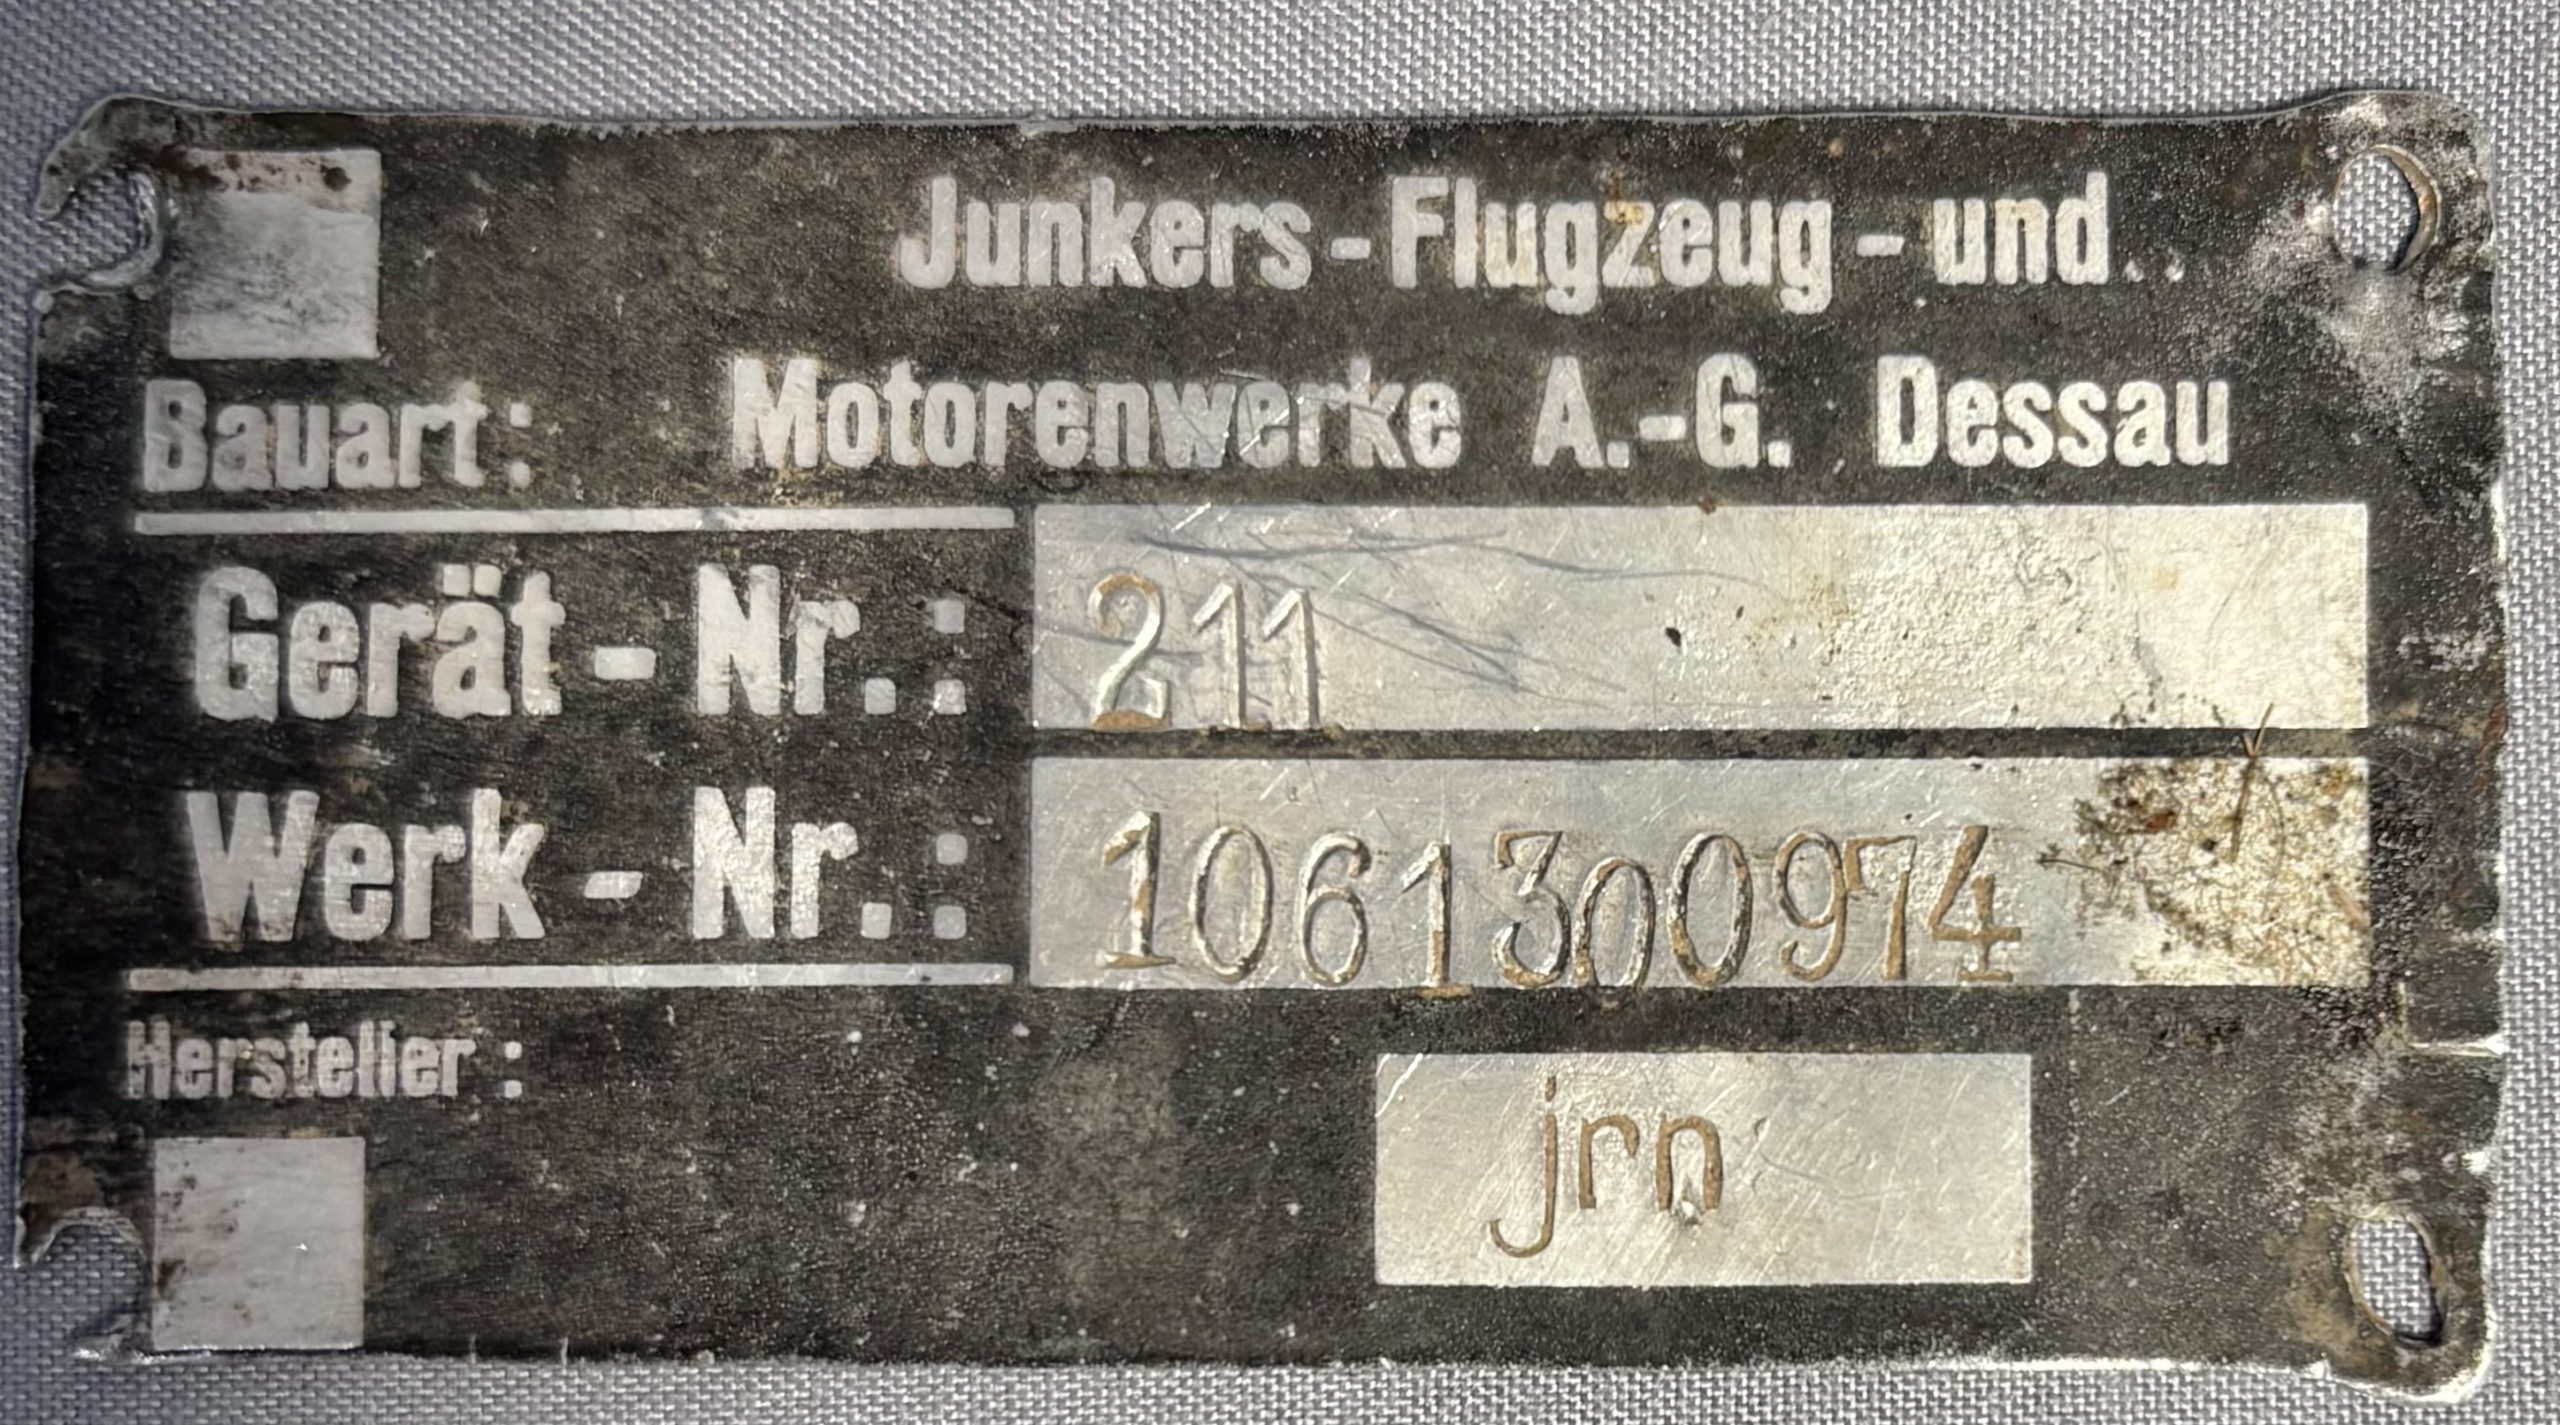 Junkers-Flugzeug-und..
Bauart: Motorenwerke A.-G. Dessau
Gerät-Nr.: 211
Werk-Nr.: 1061300974
Hersteller: jrn